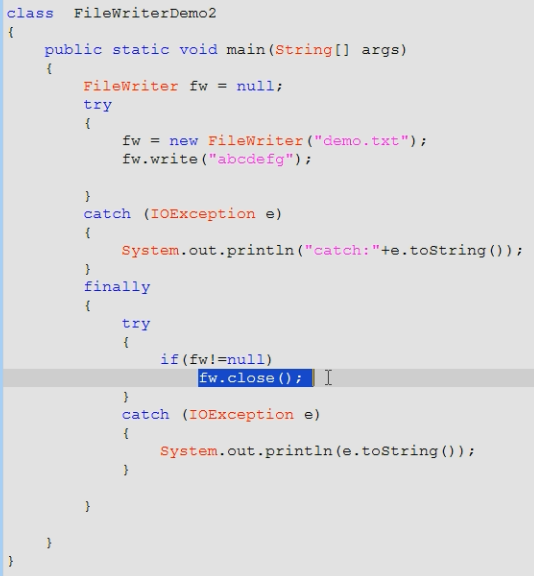 class  FileWriterDemo2
{
    public static void main(String[] args)
    {
        FileWriter fw = null;
        try
        {
            fw = new FileWriter("demo.txt");
            fw.write("abcdefg");
        }
        catch (IOException e)
        {
            System.out.println("catch:"+e.toString());
        }
        finally
        {
            try
            {
                if(fw!=null)
                    fw.close();
            }
            catch (IOException e)
            {
                System.out.println(e.toString());
            }
        }
    }
}